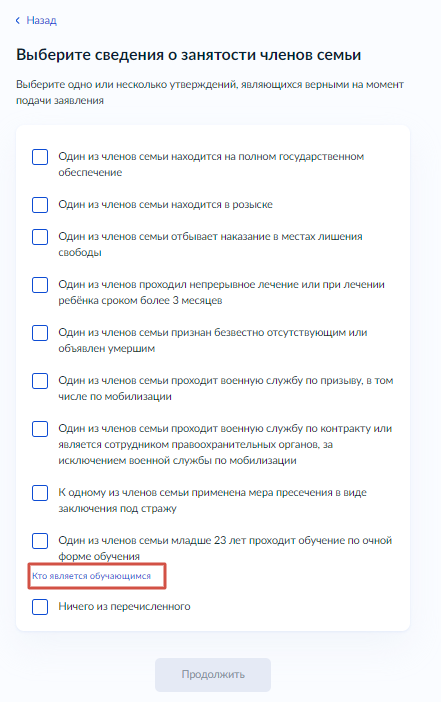 Назад
Выберите сведения о занятости членов семьи
Выберите одно или несколько утверждений, являющихся верными на момент
подачи заявления
Один из членов семьи находится на полном государственном
обеспечение
Один из членов семьи находится в розыске
Один из членов семьи отбывает наказание в местах лишения
свободы
Один из членов проходил непрерывное лечение или при лечении
ребёнка сроком более 3 месяцев
Один из членов семьи признан безвестно отсутствующим или
объявлен умершим
Один из членов семьи проходит военную службу по призыву, в том
числе по мобилизации
Один из членов семьи проходит военную службу по контракту или
является сотрудником правоохранительных органов, за
исключением военной службы по мобилизации
К одному из членов семьи применена мера пресечения в виде
заключения под стражу
Один из членов семьи младше 23 лет проходит обучение по очной
форме обучения
Кто является обучающимся
Ничего из перечисленного
Продолжить